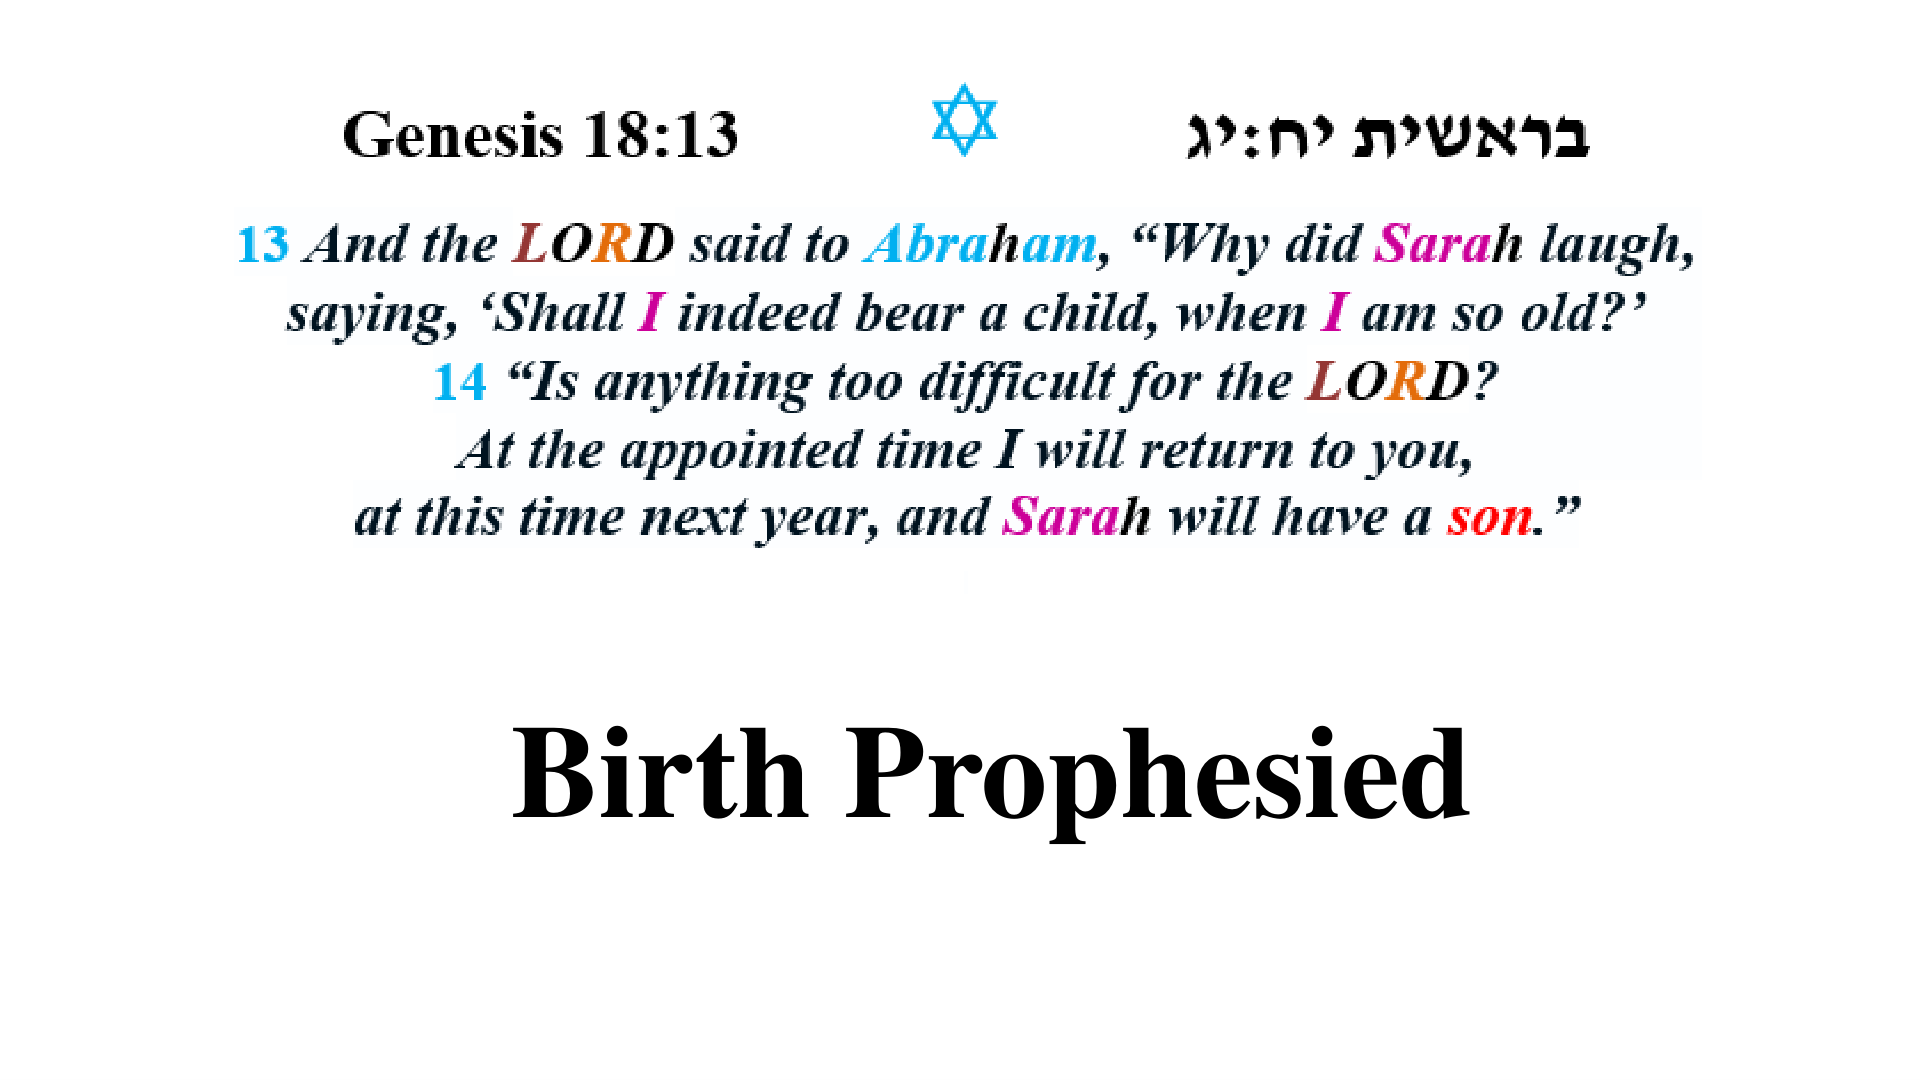 Genesis 18:13 ✡ בראשית יח:יג
13 And the LORD said to Abraham, “Why did Sarah laugh,
saying, ‘Shall I indeed bear a child, when I am so old?’
14 “Is anything too difficult for the LORD?
At the appointed time I will return to you,
at this time next year, and Sarah will have a son.”
Birth Prophesied